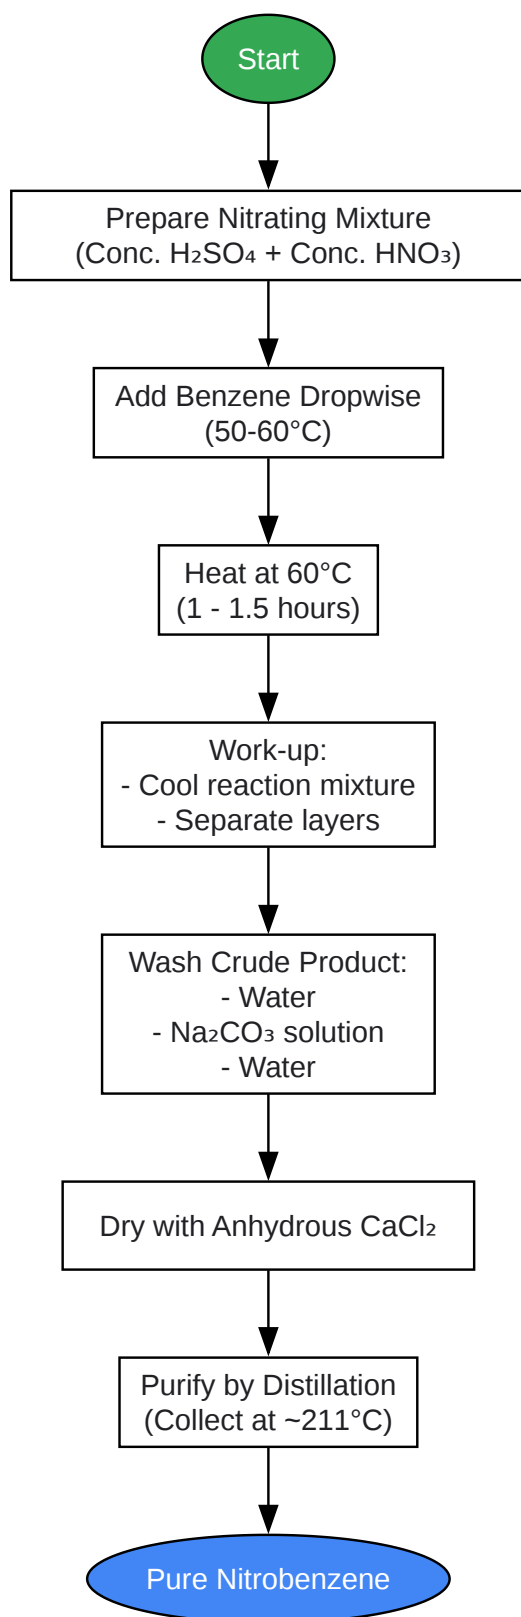 Start
Prepare Nitrating Mixture
(Conc. H₂SO₄ + Conc. HNO₃)
Add Benzene Dropwise
(50-60°C)
Heat at 60°C
(1 - 1.5 hours)
Work-up:
- Cool reaction mixture
- Separate layers
Wash Crude Product:
- Water
- Na₂CO₃ solution
- Water
Dry with Anhydrous CaCl₂
Purify by Distillation
(Collect at ~211°C)
Pure Nitrobenzene